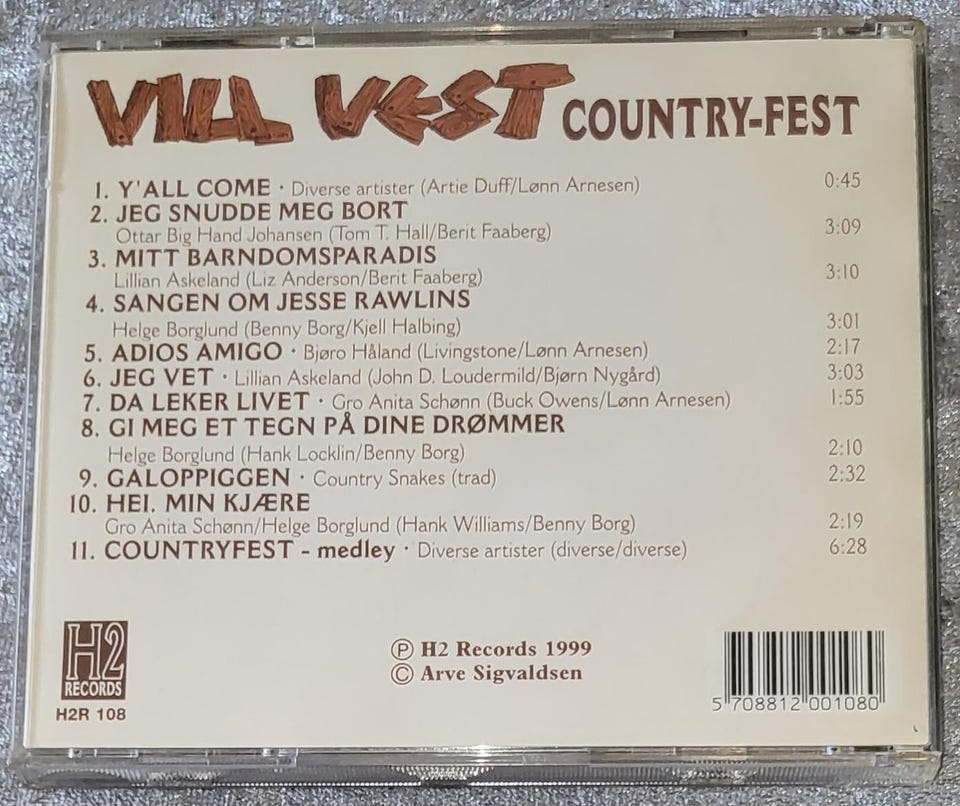 VILL VEST COUNTRY-FEST
1. Y'ALL COME · Diverse artister (Artie Duff/Lønn Arnesen) 0:45
2. JEG SNUDDE MEG BORT
Ottar Big Hand Johansen (Tom T. Hall/Berit Faaberg) 3:09
3. MITT BARNDOMSPARADIS
Lillian Askeland (Liz Anderson/Berit Faaberg) 3:10
4. SANGEN OM JESSE RAWLINS
Helge Borglund (Benny Borg/Kjell Halbing) 3:01
5. ADIOS AMIGO · Bjøro Håland (Livingstone/Lønn Arnesen) 2:17
6. JEG VET · Lillian Askeland (John D. Loudermild/Bjørn Nygård) 3:03
7. DA LEKER LIVET · Gro Anita Schønn (Buck Owens/Lønn Arnesen) 1:55
8. GI MEG ET TEGN PÅ DINE DRØMMER
Helge Borglund (Hank Locklin/Benny Borg) 2:10
9. GALOPPIGGEN · Country Snakes (trad) 2:32
10. HEI. MIN KJÆRE
Gro Anita Schønn/Helge Borglund (Hank Williams/Benny Borg) 2:19
11. COUNTRYFEST - medley · Diverse artister (diverse/diverse) 6:28
H2
RECORDS
H2R 108
Ⓟ H2 Records 1999
© Arve Sigvaldsen
5 708812 001080